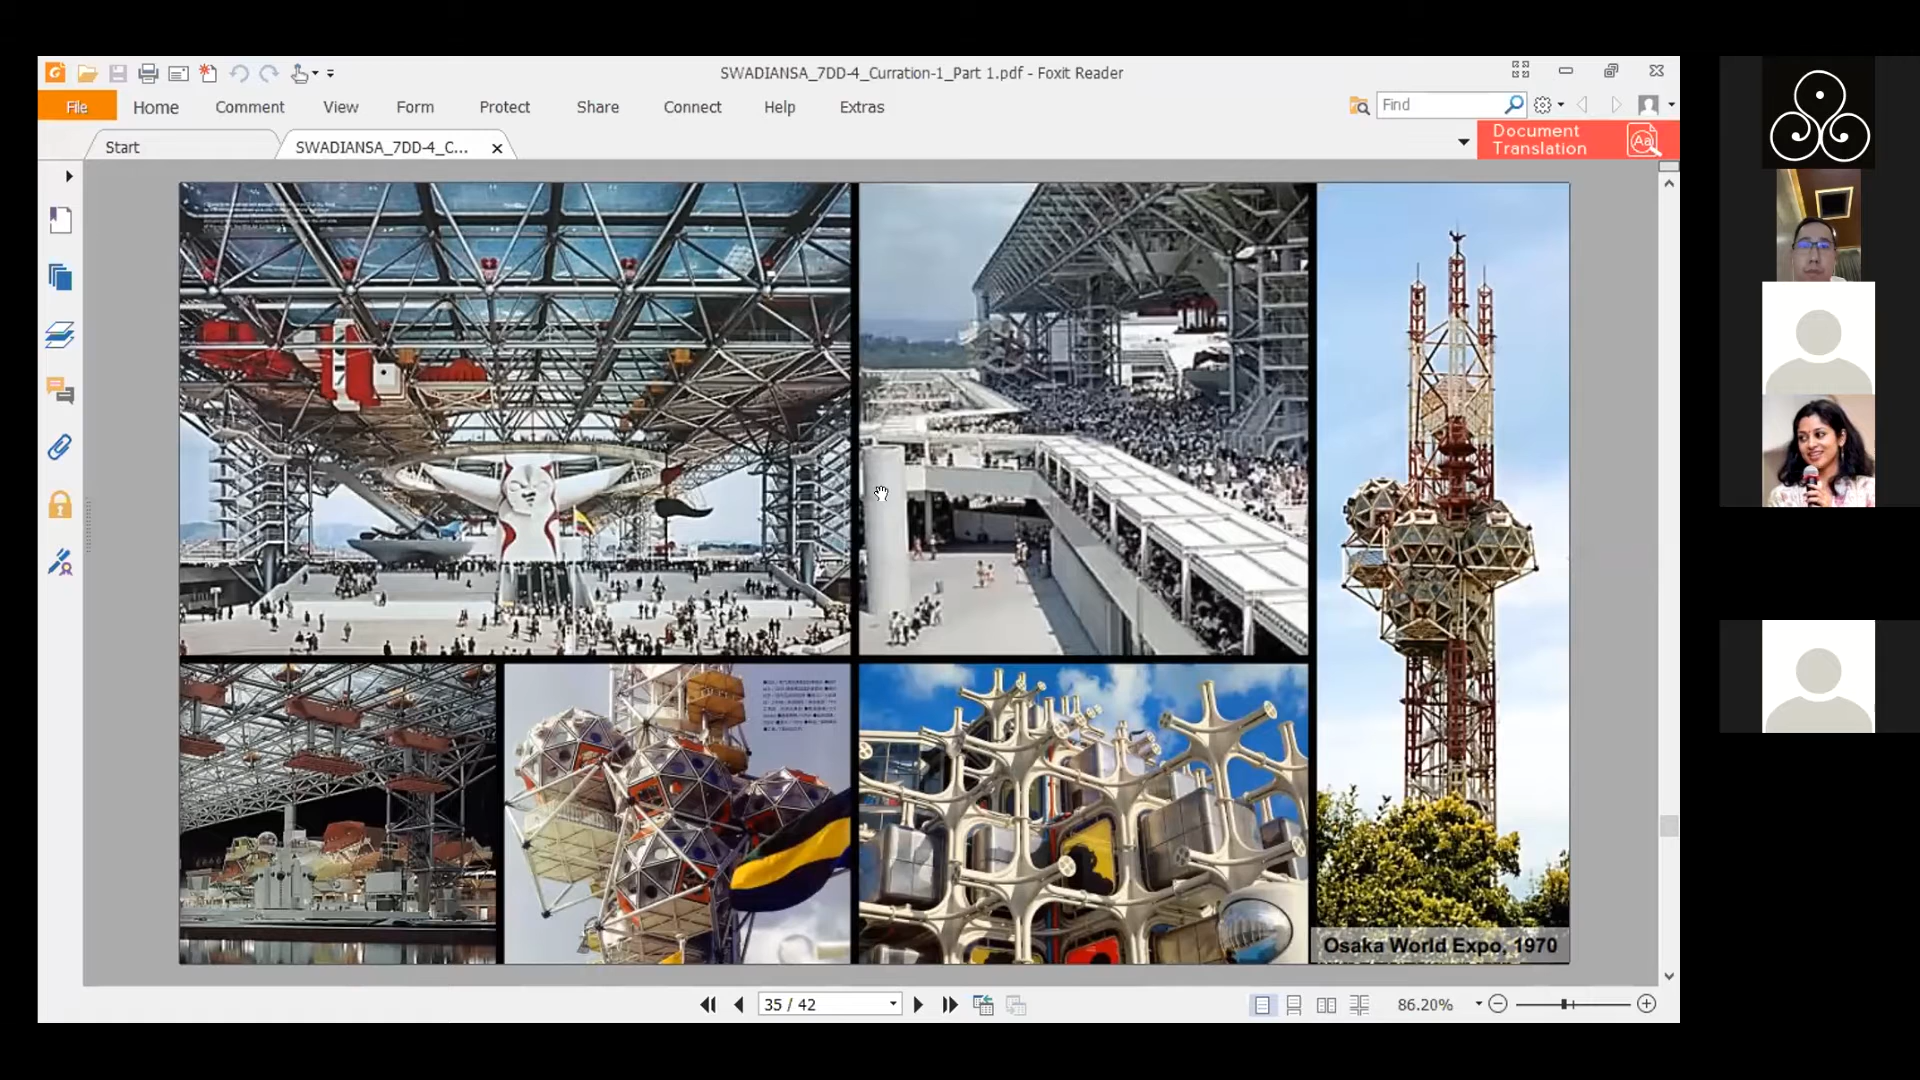 SWADIANSA_7DD-4_Curration-1_Part 1.pdf - Foxit Reader
File Home Comment View Form Protect Share Connect Help Extras
Find
Start
SWADIANSA_7DD-4_C...
Document
Translation
Osaka World Expo, 1970
35 / 42
86.20%